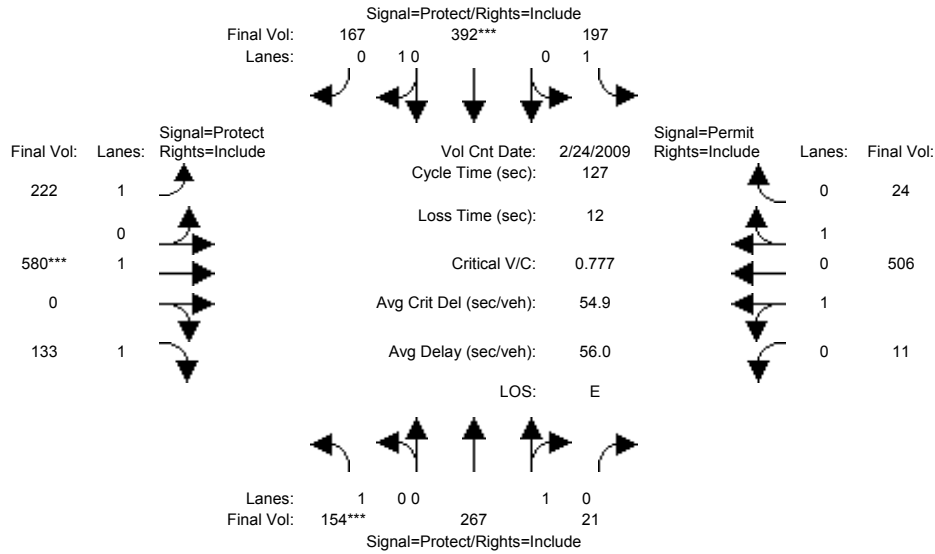 Signal=Protect/Rights=Include
Final Vol: 167 392*** 197
Lanes: 0 1 0 0 1
Signal=Protect Signal=Permit
Final Vol: Lanes: Rights=Include Vol Cnt Date: 2/24/2009 Rights=Include Lanes: Final Vol:
Cycle Time (sec): 127
222 1 0 24
Loss Time (sec): 12
0 1
580*** 1 Critical V/C: 0.777 0 506
0 Avg Crit Del (sec/veh): 54.9 1
133 1 Avg Delay (sec/veh): 56.0 0 11
LOS: E
Lanes: 1 0 0 1 0
Final Vol: 154*** 267 21
Signal=Protect/Rights=Include